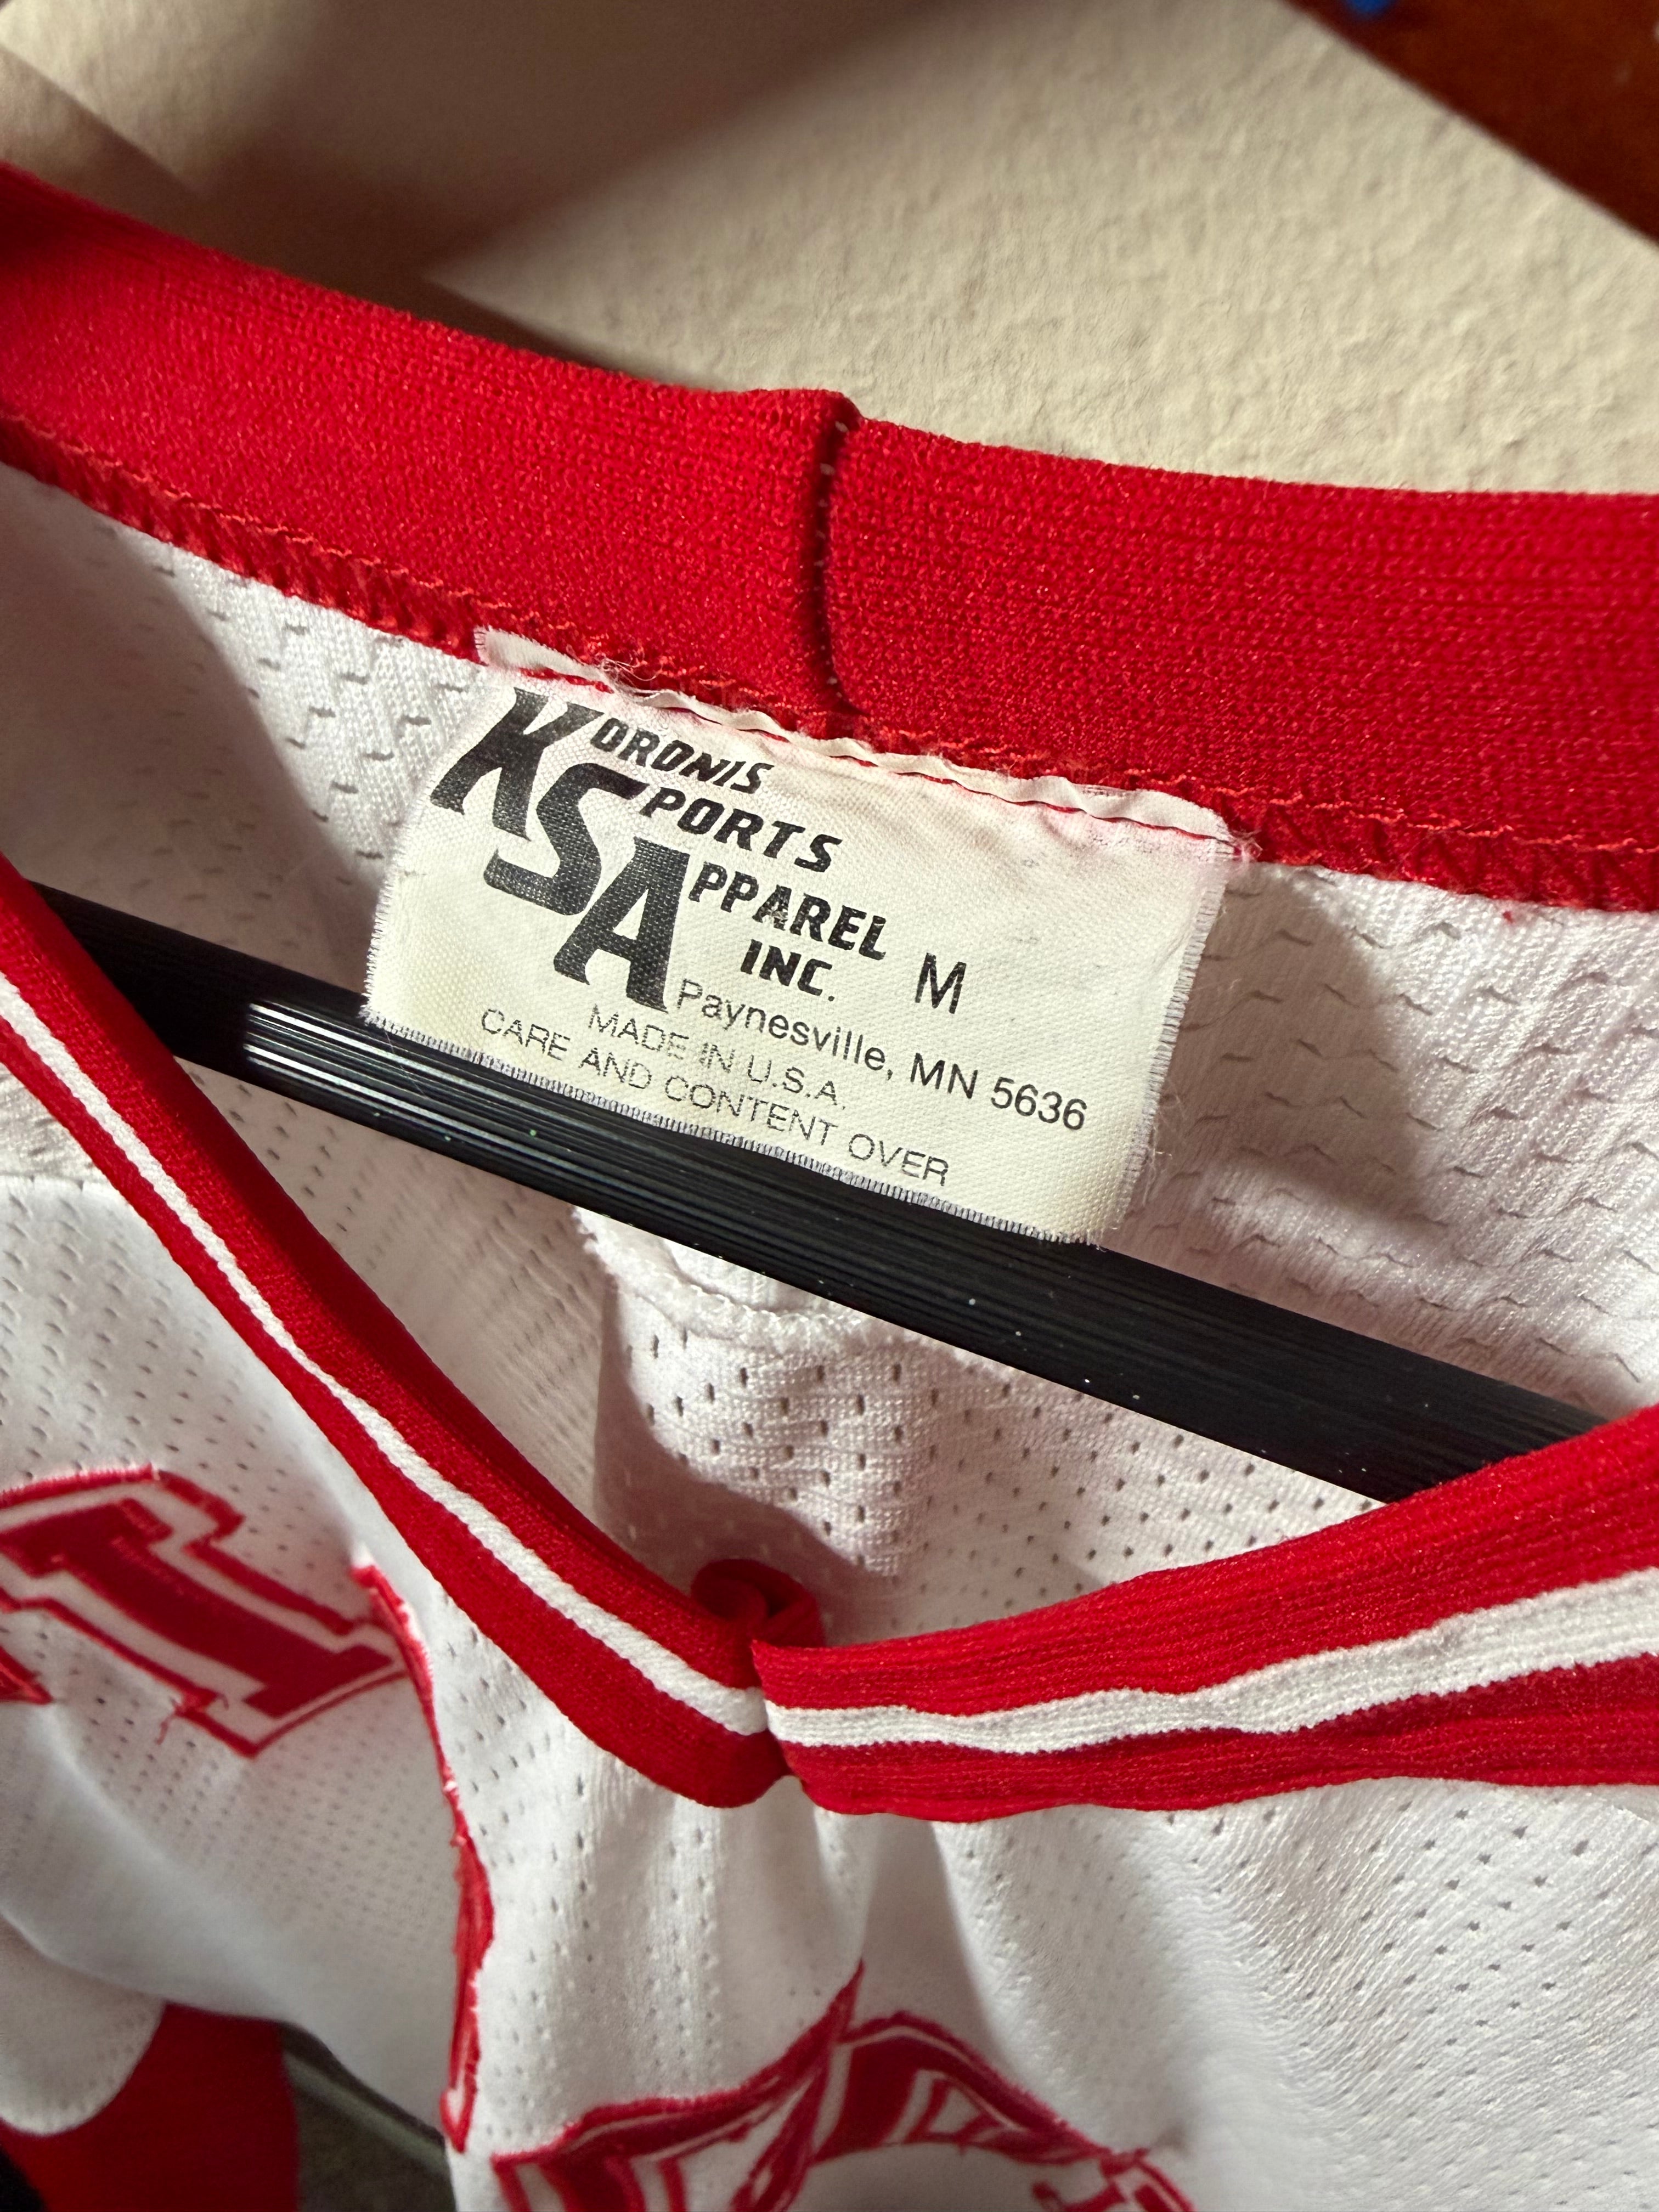 KORONIS
SPORTS
APPAREL
INC. M
Paynesville, MN 5636
MADE IN U.S.A.
CARE AND CONTENT OVER